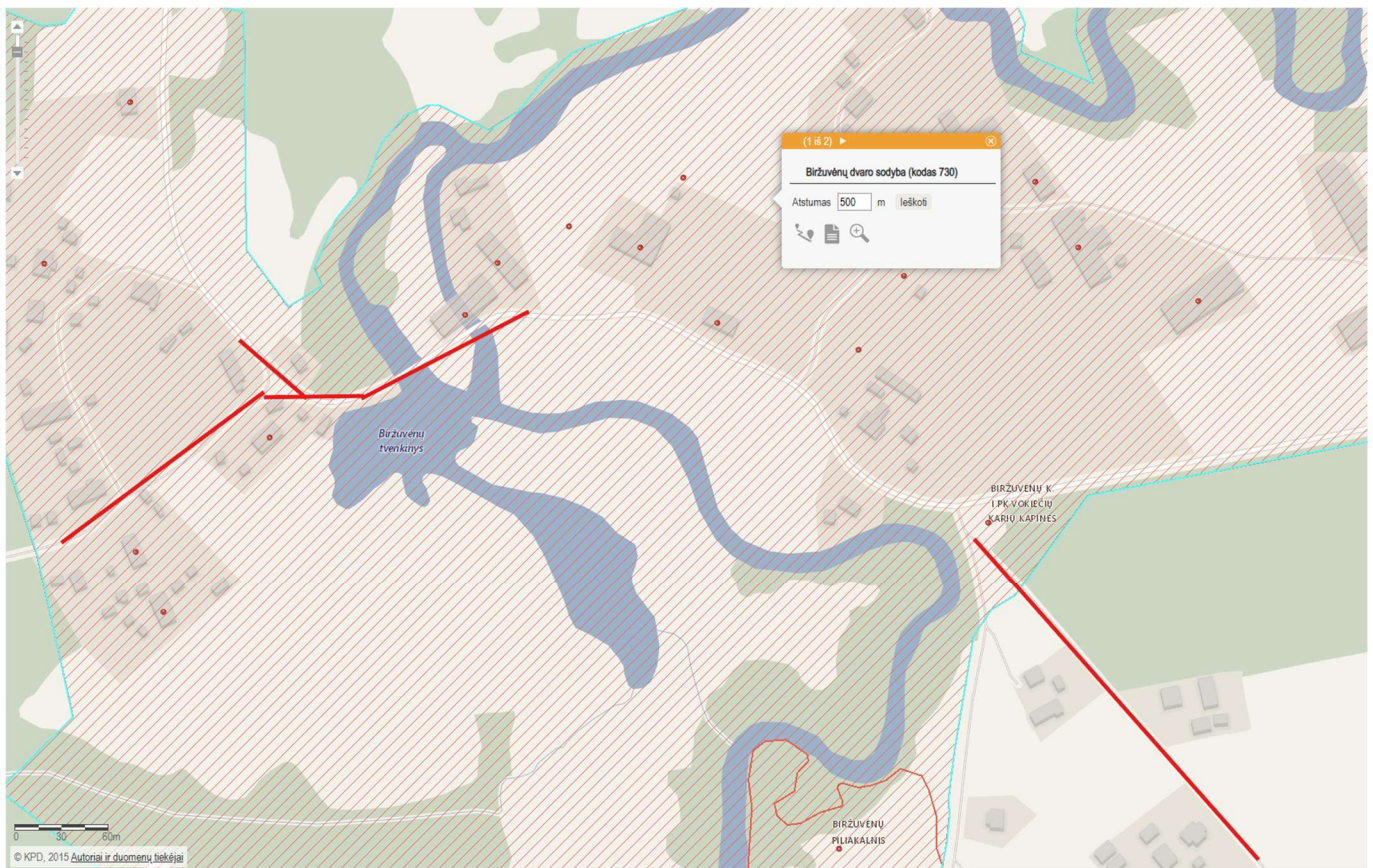 (1 iš 2) ►
Biržuvėnų dvaro sodyba (kodas 730)
Atstumas 500 m Ieškoti
Biržuvėnų
tvenkinys
BIRŽUVĖNŲ K.
I PK VOKIEČIŲ
KARIŲ KAPINĖS
BIRŽUVĖNŲ
PILIAKALNIS
0 30 60m
© KPD, 2015 Autoriai ir duomenų tiekėjai